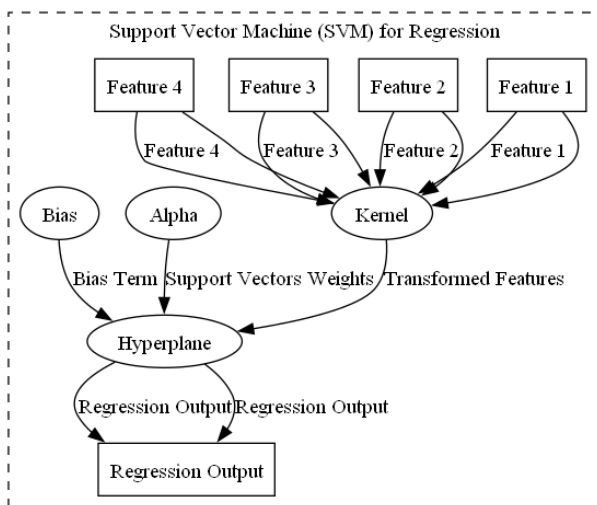 Support Vector Machine (SVM) for Regression
Feature 4
Feature 3
Feature 2
Feature 1
Feature 4
Feature 3
Feature 2
Feature 1
Bias
Alpha
Kernel
Bias Term
Support Vectors Weights
Transformed Features
Hyperplane
Regression Output
Regression Output
Regression Output